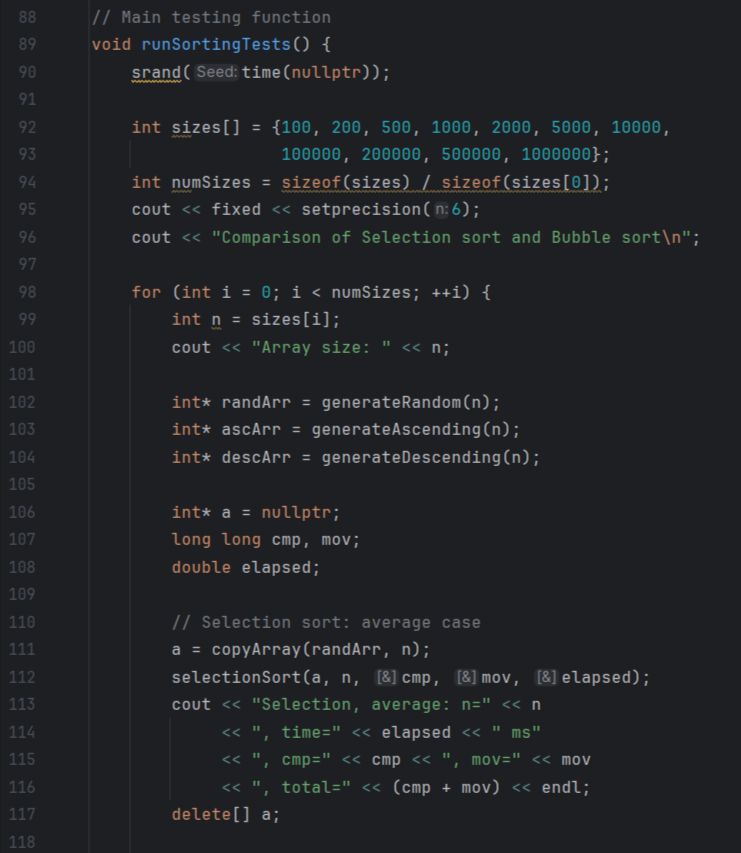 88 // Main testing function
89 void runSortingTests() {
90 srand( Seed: time(nullptr));
91
92 int sizes[] = {100, 200, 500, 1000, 2000, 5000, 10000,
93 100000, 200000, 500000, 1000000};
94 int numSizes = sizeof(sizes) / sizeof(sizes[0]);
95 cout << fixed << setprecision( n: 6);
96 cout << "Comparison of Selection sort and Bubble sort\n";
97
98 for (int i = 0; i < numSizes; ++i) {
99 int n = sizes[i];
100 cout << "Array size: " << n;
101
102 int* randArr = generateRandom(n);
103 int* ascArr = generateAscending(n);
104 int* descArr = generateDescending(n);
105
106 int* a = nullptr;
107 long long cmp, mov;
108 double elapsed;
109
110 // Selection sort: average case
111 a = copyArray(randArr, n);
112 selectionSort(a, n, [&] cmp, [&] mov, [&] elapsed);
113 cout << "Selection, average: n=" << n
114 << ", time=" << elapsed << " ms"
115 << ", cmp=" << cmp << ", mov=" << mov
116 << ", total=" << (cmp + mov) << endl;
117 delete[] a;
118